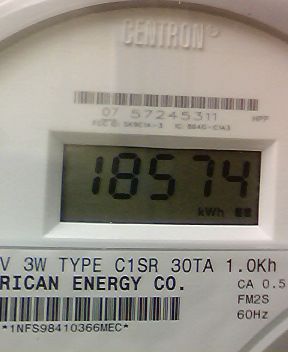 CENTRON®
07 57245311
HPP
18574
kWh
V 3W TYPE C1SR 30TA 1.0Kh
RICAN ENERGY CO.
CA 0.5
FM2S
60Hz
*1NFS98410366MEC*